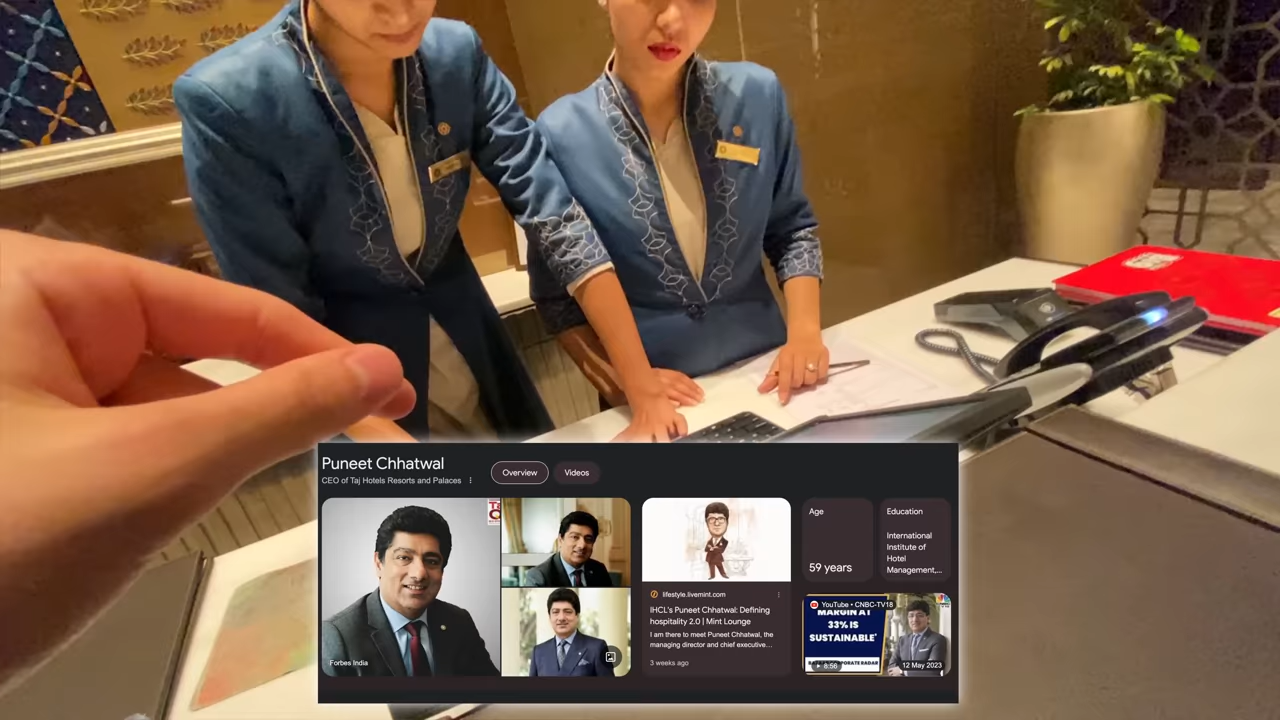 Puneet Chhatwal
CEO of Taj Hotels Resorts and Palaces
Overview
Videos
Forbes India
lifestyle.livemint.com
IHCL's Puneet Chhatwal: Defining
hospitality 2.0 | Mint Lounge
I am there to meet Puneet Chhatwal, the
managing director and chief executive...
3 weeks ago
Age
59 years
Education
International
Institute of
Hotel
Management,...
YouTube • CNBC-TV18
MARGIN AT
33% IS
SUSTAINABLE'
8:56
12 May 2023